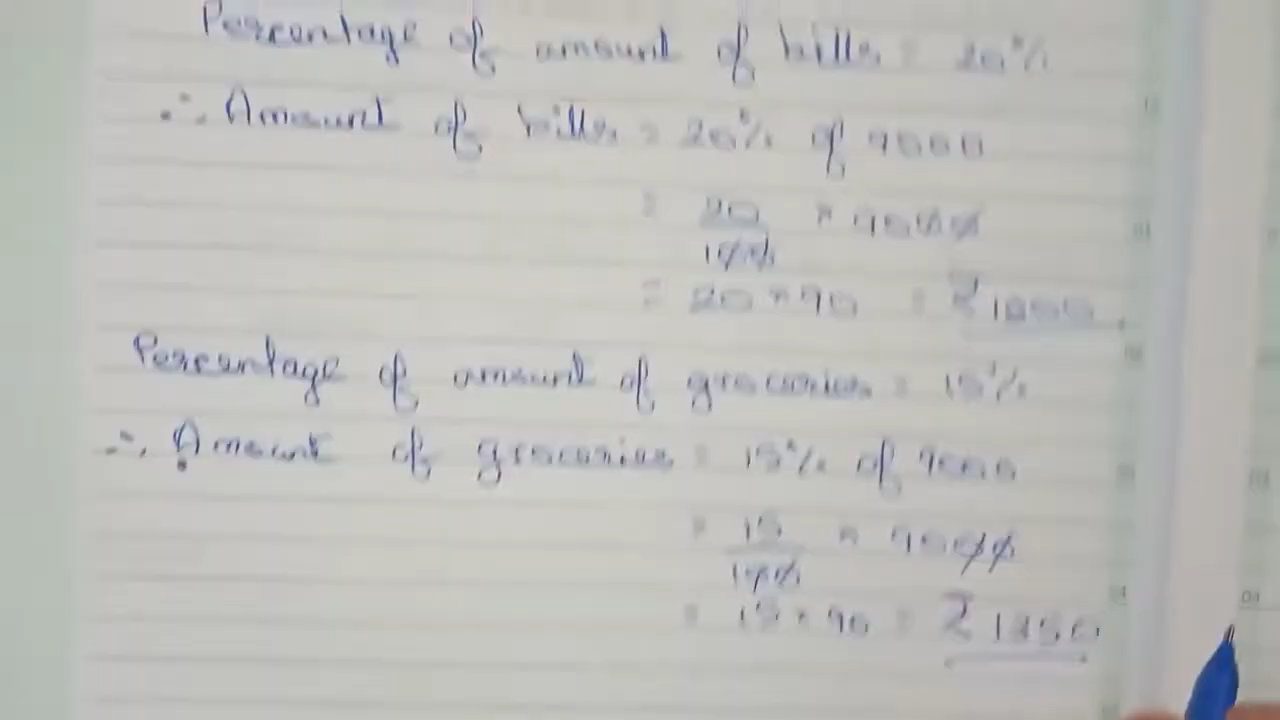 Percentage of amount of bills = 20%
∴ Amount of bills = 20% of 9000
= 20/100 × 9000
= 20 × 90 = ₹1800.
Percentage of amount of groceries = 15%
∴ Amount of groceries = 15% of 9000
= 15/100 × 9000
= 15 × 90 = ₹1350